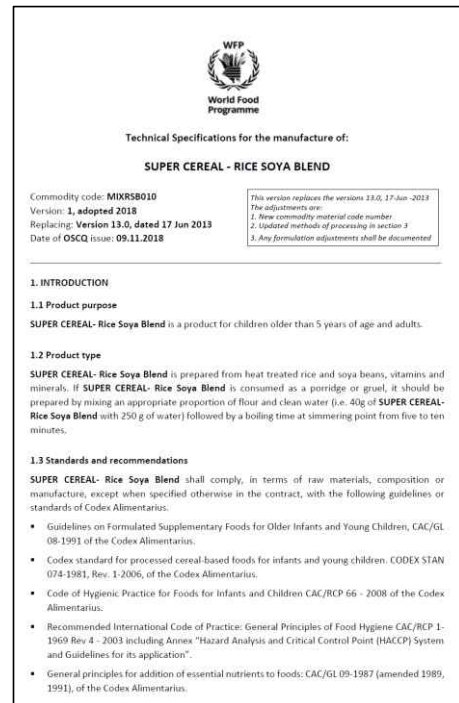 WFP
World Food
Programme
Technical Specifications for the manufacture of:
SUPER CEREAL - RICE SOYA BLEND
Commodity code: MIXRSB010
Version: 1, adopted 2018
Replacing: Version 13.0, dated 17 Jun 2013
Date of OSCQ issue: 09.11.2018
This version replaces the versions 13.0, 17-Jun -2013
The adjustments are:
1. New commodity material code number
2. Updated methods of processing in section 3
3. Any formulation adjustments shall be documented
1. INTRODUCTION
1.1 Product purpose
SUPER CEREAL- Rice Soya Blend is a product for children older than 5 years of age and adults.
1.2 Product type
SUPER CEREAL- Rice Soya Blend is prepared from heat treated rice and soya beans, vitamins and
minerals. If SUPER CEREAL- Rice Soya Blend is consumed as a porridge or gruel, it should be
prepared by mixing an appropriate proportion of flour and clean water (i.e. 40g of SUPER CEREAL-
Rice Soya Blend with 250 g of water) followed by a boiling time at simmering point from five to ten
minutes.
1.3 Standards and recommendations
SUPER CEREAL- Rice Soya Blend shall comply, in terms of raw materials, composition or
manufacture, except when specified otherwise in the contract, with the following guidelines or
standards of Codex Alimentarius.
▪ Guidelines on Formulated Supplementary Foods for Older Infants and Young Children, CAC/GL
08-1991 of the Codex Alimentarius.
▪ Codex standard for processed cereal-based foods for infants and young children. CODEX STAN
074-1981, Rev. 1-2006, of the Codex Alimentarius.
▪ Code of Hygienic Practice for Foods for Infants and Children CAC/RCP 66 - 2008 of the Codex
Alimentarius.
▪ Recommended International Code of Practice: General Principles of Food Hygiene CAC/RCP 1-
1969 Rev 4 - 2003 including Annex "Hazard Analysis and Critical Control Point (HACCP) System
and Guidelines for its application".
▪ General principles for addition of essential nutrients to foods: CAC/GL 09-1987 (amended 1989,
1991), of the Codex Alimentarius.